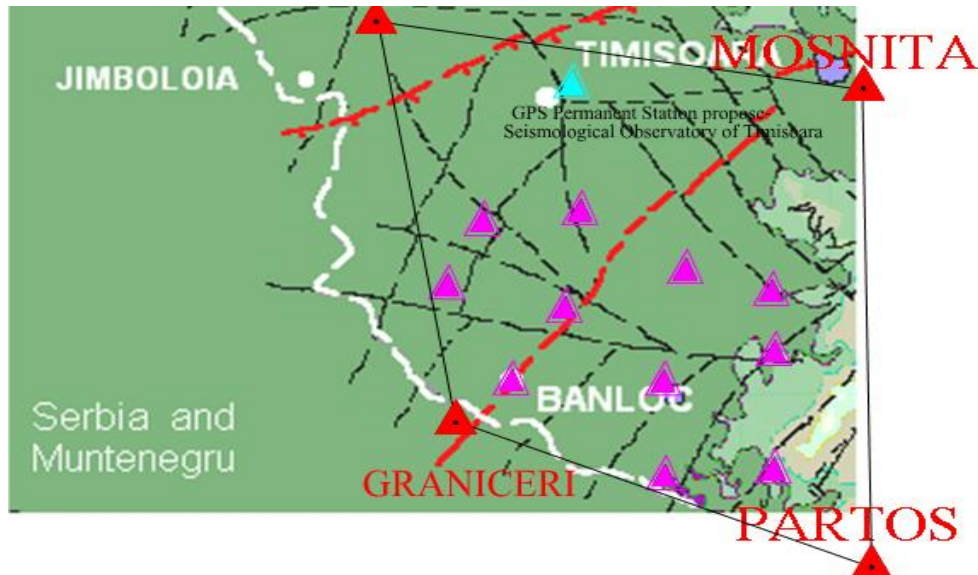 TIMISOARA
MOSNITA
JIMBOLOIA
GPS Permanent Station propose-
Seismological Observatory of Timisoara
BANLOC
Serbia and
Muntenegru
GRANICERI
PARTOS